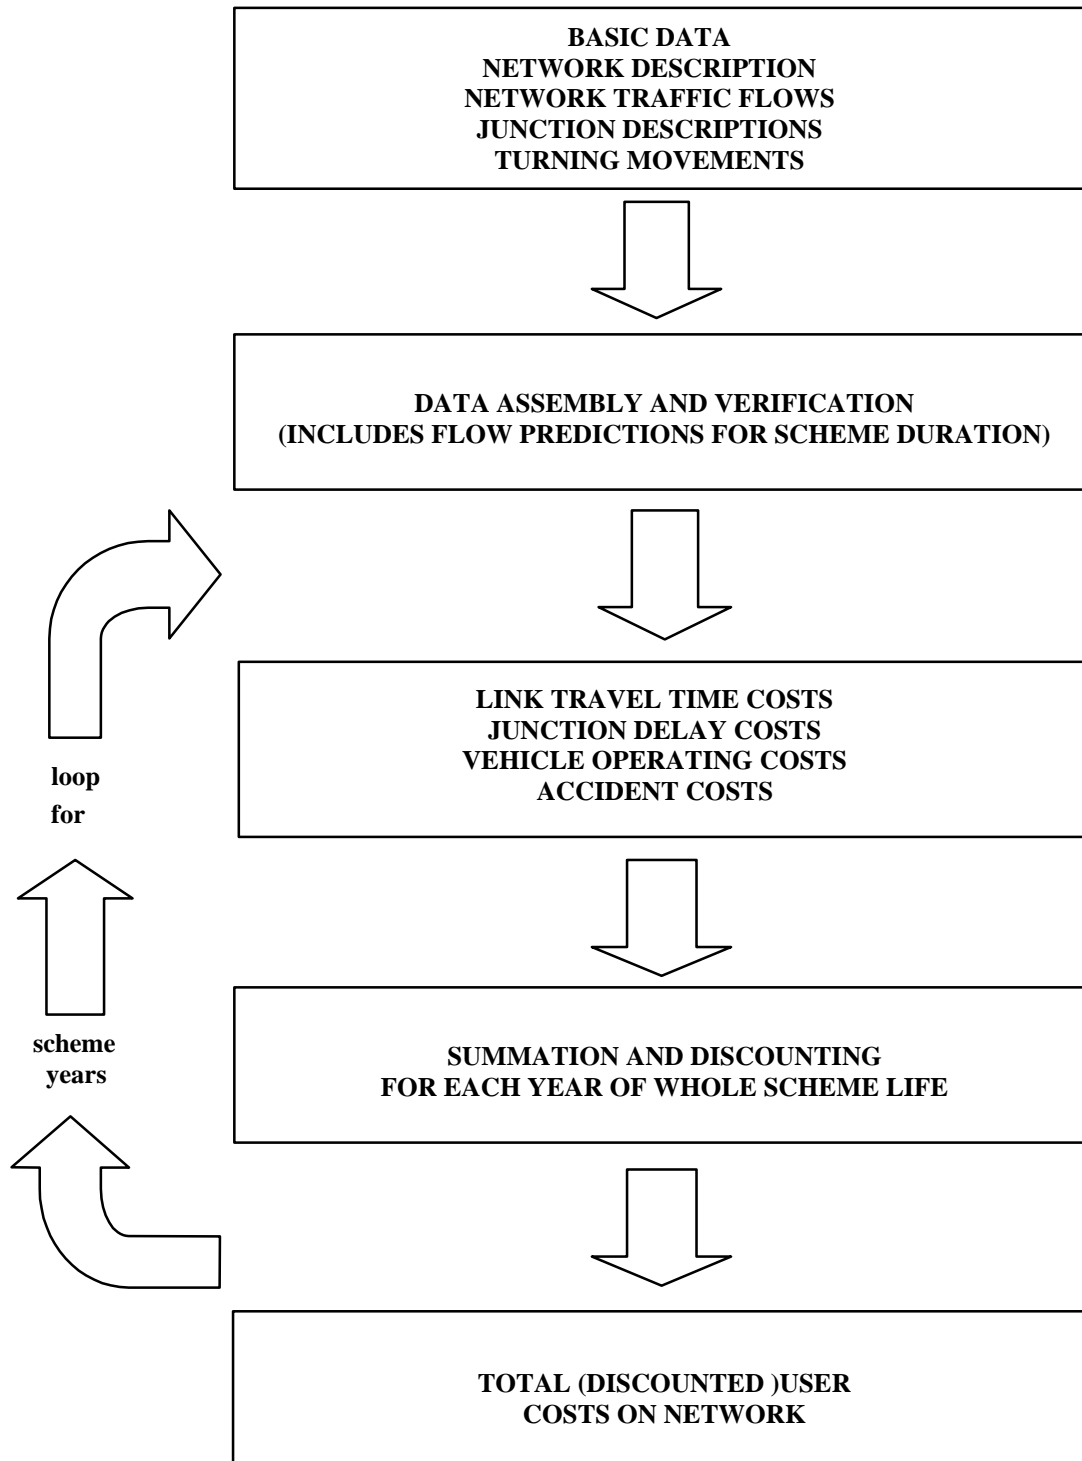 BASIC DATA
NETWORK DESCRIPTION
NETWORK TRAFFIC FLOWS
JUNCTION DESCRIPTIONS
TURNING MOVEMENTS
DATA ASSEMBLY AND VERIFICATION
(INCLUDES FLOW PREDICTIONS FOR SCHEME DURATION)
LINK TRAVEL TIME COSTS
JUNCTION DELAY COSTS
VEHICLE OPERATING COSTS
ACCIDENT COSTS
loop
for
scheme
years
SUMMATION AND DISCOUNTING
FOR EACH YEAR OF WHOLE SCHEME LIFE
TOTAL (DISCOUNTED )USER
COSTS ON NETWORK